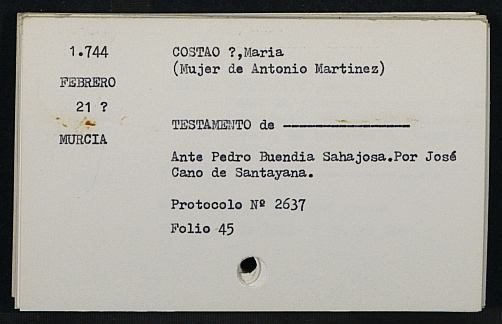 1.744
FEBRERO
21 ?
MURCIA
COSTAO ?,Maria
(Mujer de Antonio Martinez)
TESTAMENTO de ------------------
Ante Pedro Buendia Sahajosa.Por José
Cano de Santayana.
Protocolo Nº 2637
Folio 45